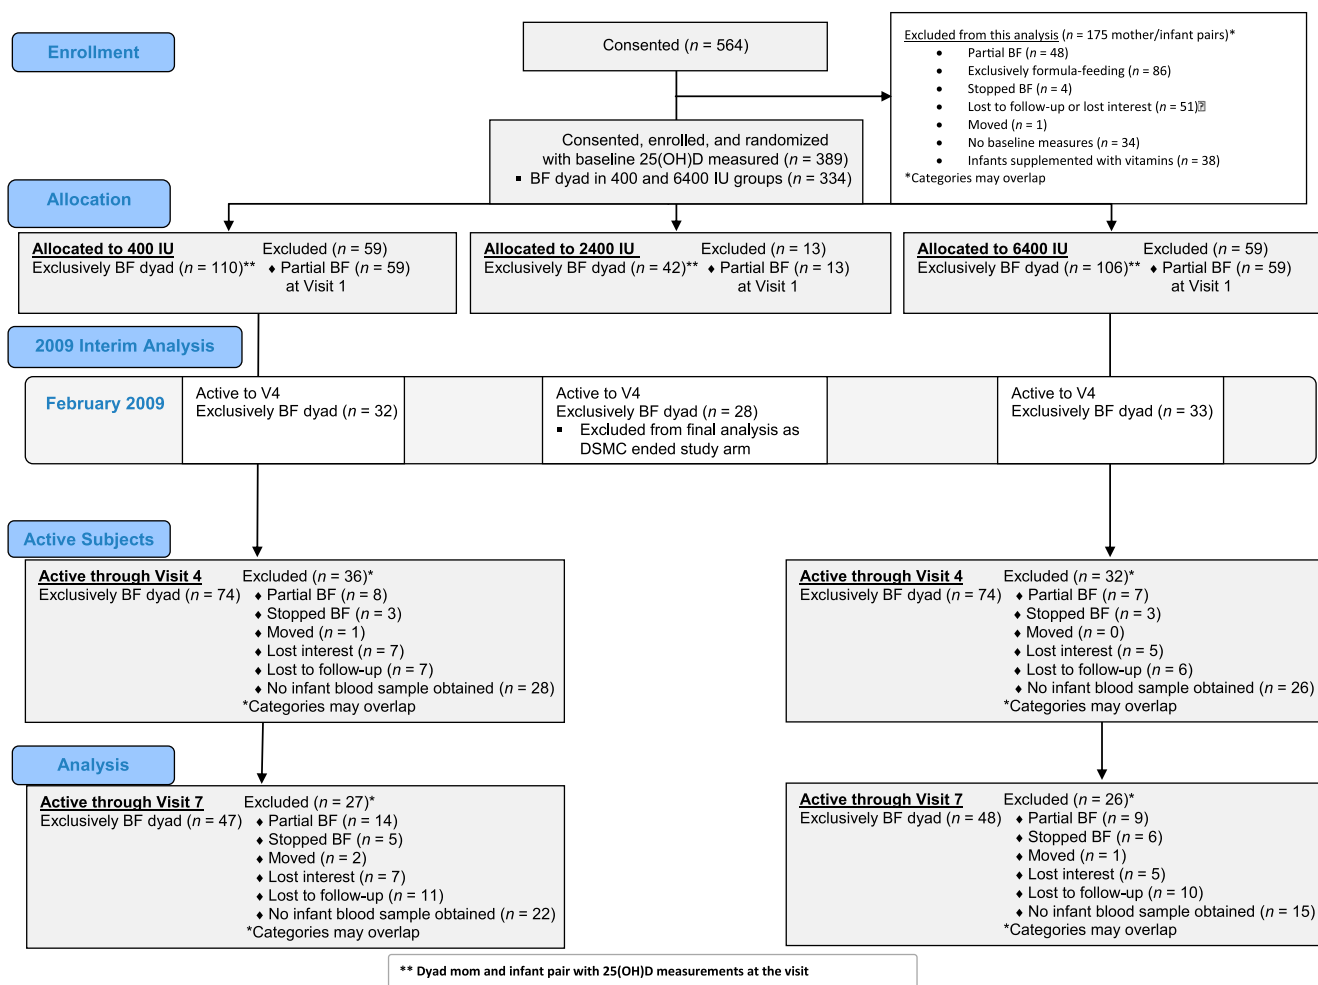 Enrollment
Consented (n = 564)
Excluded from this analysis (n = 175 mother/infant pairs)*
• Partial BF (n = 48)
• Exclusively formula-feeding (n = 86)
• Stopped BF (n = 4)
• Lost to follow-up or lost interest (n = 51)⍰
• Moved (n = 1)
• No baseline measures (n = 34)
• Infants supplemented with vitamins (n = 38)
*Categories may overlap
Consented, enrolled, and randomized
with baseline 25(OH)D measured (n = 389)
▪ BF dyad in 400 and 6400 IU groups (n = 334)
Allocation
Allocated to 400 IU Excluded (n = 59)
Exclusively BF dyad (n = 110)** ♦ Partial BF (n = 59)
at Visit 1
Allocated to 2400 IU Excluded (n = 13)
Exclusively BF dyad (n = 42)** ♦ Partial BF (n = 13)
at Visit 1
Allocated to 6400 IU Excluded (n = 59)
Exclusively BF dyad (n = 106)** ♦ Partial BF (n = 59)
at Visit 1
2009 Interim Analysis
February 2009
Active to V4
Exclusively BF dyad (n = 32)
Active to V4
Exclusively BF dyad (n = 28)
▪ Excluded from final analysis as
DSMC ended study arm
Active to V4
Exclusively BF dyad (n = 33)
Active Subjects
Active through Visit 4 Excluded (n = 36)*
Exclusively BF dyad (n = 74) ♦ Partial BF (n = 8)
♦ Stopped BF (n = 3)
♦ Moved (n = 1)
♦ Lost interest (n = 7)
♦ Lost to follow-up (n = 7)
♦ No infant blood sample obtained (n = 28)
*Categories may overlap
Active through Visit 4 Excluded (n = 32)*
Exclusively BF dyad (n = 74) ♦ Partial BF (n = 7)
♦ Stopped BF (n = 3)
♦ Moved (n = 0)
♦ Lost interest (n = 5)
♦ Lost to follow-up (n = 6)
♦ No infant blood sample obtained (n = 26)
*Categories may overlap
Analysis
Active through Visit 7 Excluded (n = 27)*
Exclusively BF dyad (n = 47) ♦ Partial BF (n = 14)
♦ Stopped BF (n = 5)
♦ Moved (n = 2)
♦ Lost interest (n = 7)
♦ Lost to follow-up (n = 11)
♦ No infant blood sample obtained (n = 22)
*Categories may overlap
Active through Visit 7 Excluded (n = 26)*
Exclusively BF dyad (n = 48) ♦ Partial BF (n = 9)
♦ Stopped BF (n = 6)
♦ Moved (n = 1)
♦ Lost interest (n = 5)
♦ Lost to follow-up (n = 10)
♦ No infant blood sample obtained (n = 15)
*Categories may overlap
** Dyad mom and infant pair with 25(OH)D measurements at the visit